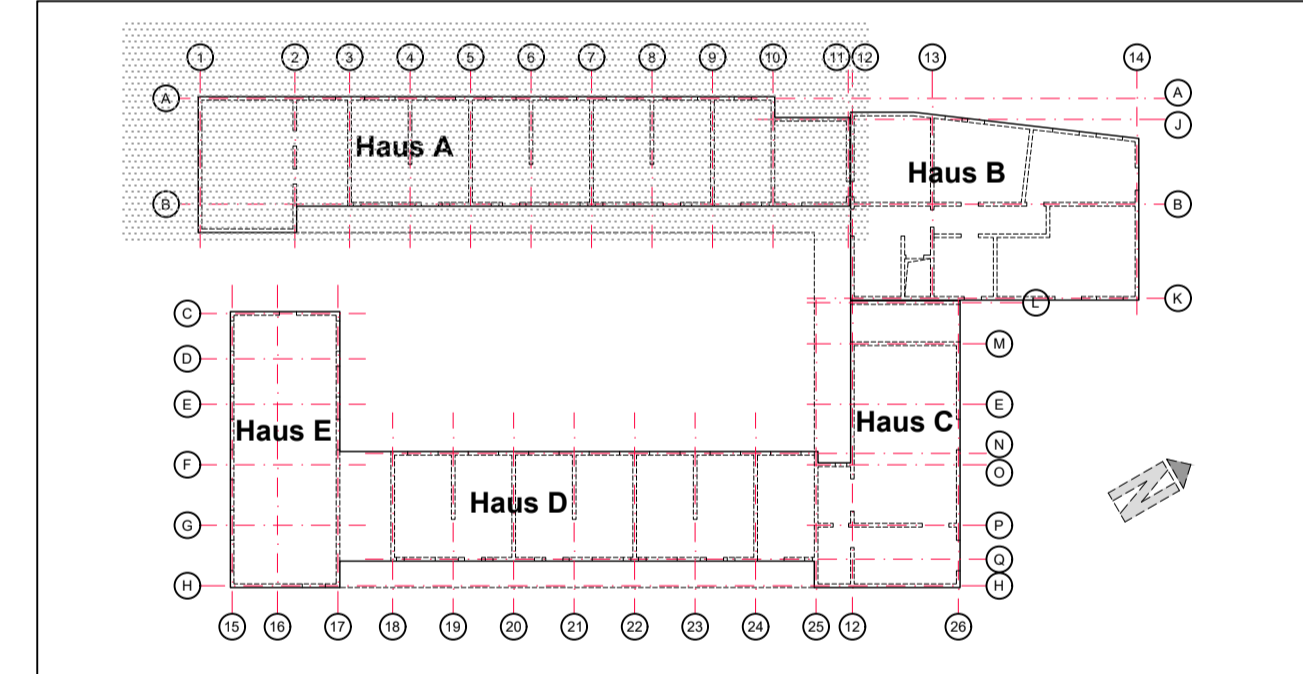 1 2 3 4 5 6 7 8 9 10 11 12 13 14
A A
J
Haus A
Haus B
B B
K
L
C
M
D
E E
Haus C
Haus E
N
F O
Haus D
G P
Q
H H
15 16 17 18 19 20 21 22 23 24 25 12 26
N